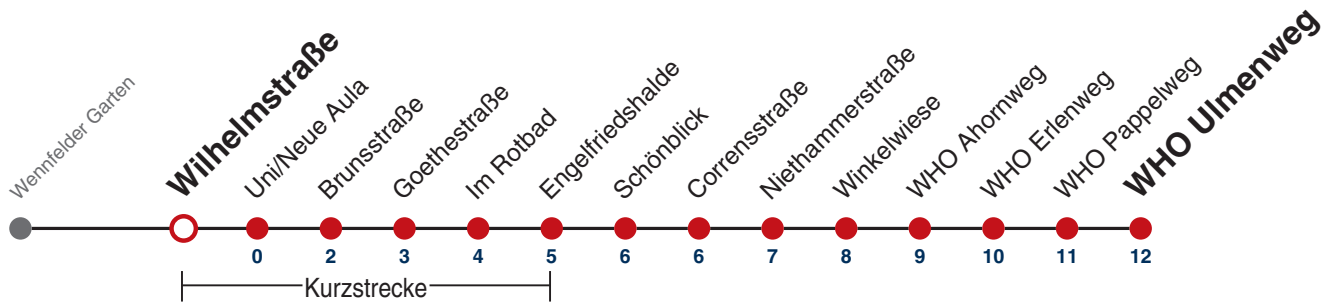 Wennfelder Garten
Wilhelmstraße
Uni/Neue Aula
Brunsstraße
Goethestraße
Im Rotbad
Engelfriedshalde
Schönblick
Corrensstraße
Niethammerstraße
Winkelwiese
WHO Ahornweg
WHO Erlenweg
WHO Pappelweg
WHO Ulmenweg
0 2 3 4 5 6 6 7 8 9 10 11 12
Kurzstrecke